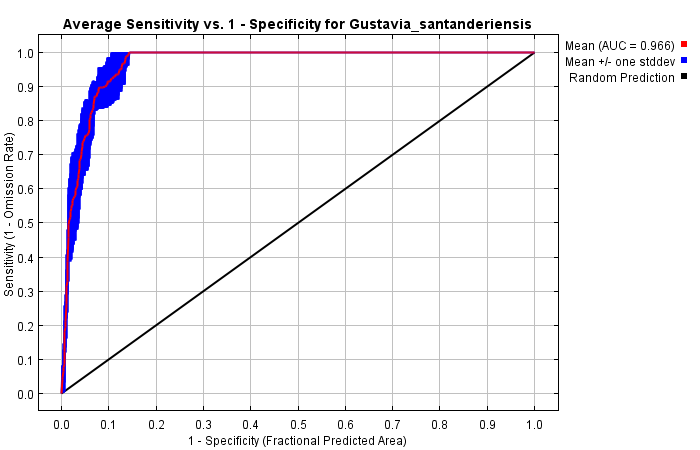 Average Sensitivity vs. 1 - Specificity for Gustavia_santanderiensis
Mean (AUC = 0.966)
Mean +/- one stddev
Random Prediction
Sensitivity (1 - Omission Rate)
1.0
0.9
0.8
0.7
0.6
0.5
0.4
0.3
0.2
0.1
0.0
0.0 0.1 0.2 0.3 0.4 0.5 0.6 0.7 0.8 0.9 1.0
1 - Specificity (Fractional Predicted Area)